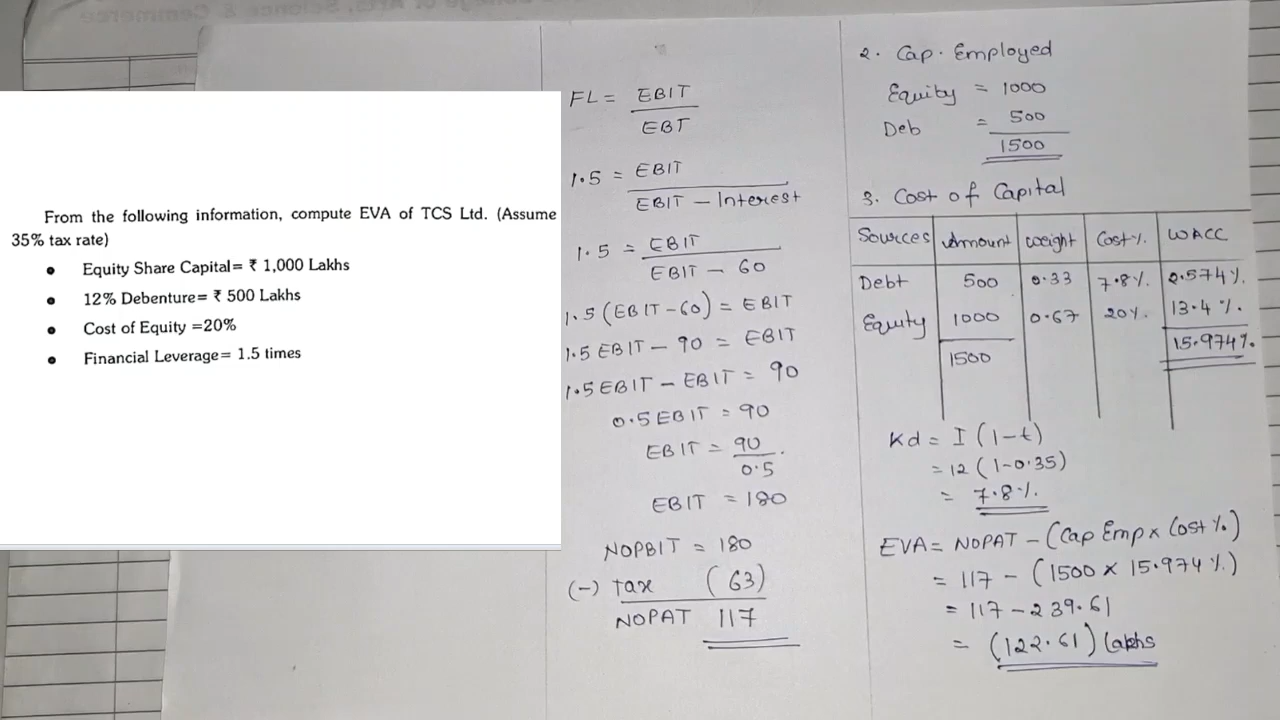 From the following information, compute EVA of TCS Ltd. (Assume
35% tax rate)
• Equity Share Capital= ₹ 1,000 Lakhs
• 12% Debenture= ₹ 500 Lakhs
• Cost of Equity =20%
• Financial Leverage= 1.5 times
FL = EBIT
EBT
1.5 = EBIT
EBIT - Interest
1.5 = EBIT
EBIT - 60
1.5 (EBIT - 60) = EBIT
1.5 EBIT - 90 = EBIT
1.5 EBIT - EBIT = 90
0.5 EBIT = 90
EBIT = 90
0.5
EBIT = 180
NOPBIT = 180
(-) Tax (63)
NOPAT 117
2. Cap. Employed
Equity = 1000
Deb = 500
1500
3. Cost of Capital
Sources Amount Weight Cost% WACC
Debt 500 0.33 7.8% 2.574%
Equity 1000 0.67 20% 13.4%
15.974%
1500
Kd = I (1-t)
= 12 (1-0.35)
= 7.8%
EVA = NOPAT - (Cap Emp x Cost%)
= 117 - (1500 x 15.974%)
= 117 - 239.61
= (122.61) Lakhs